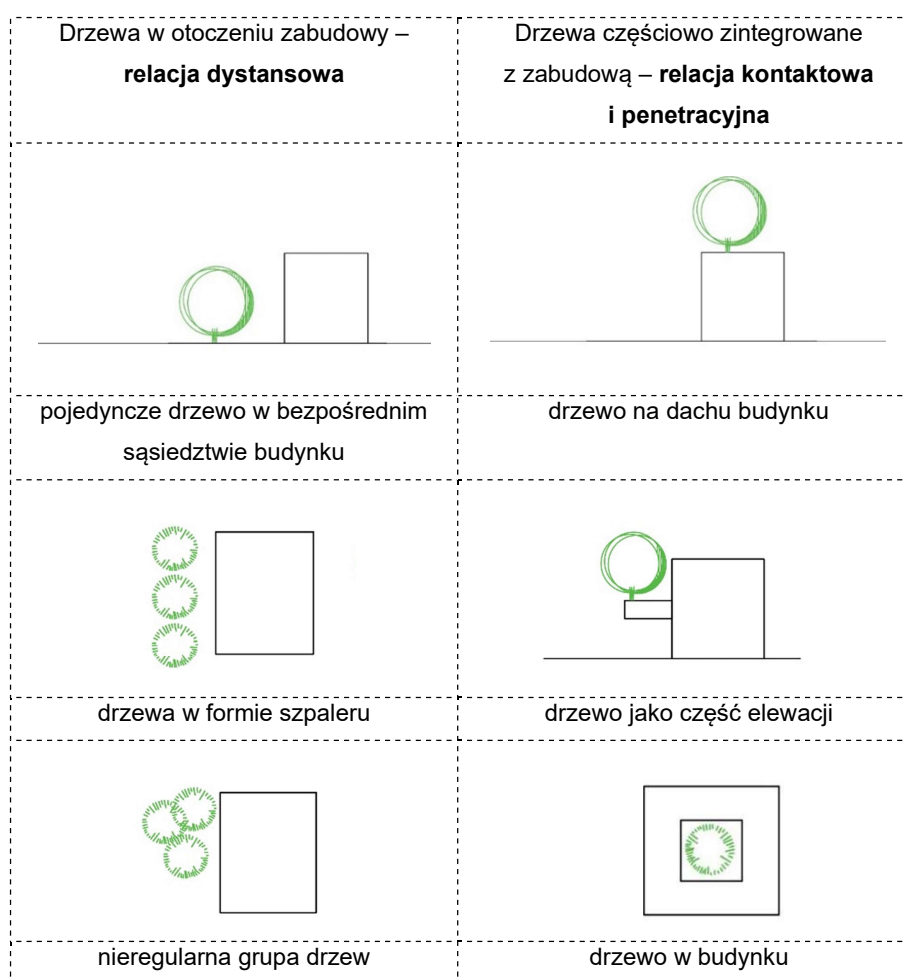 Drzewa w otoczeniu zabudowy –
relacja dystansowa
Drzewa częściowo zintegrowane
z zabudową – relacja kontaktowa
i penetracyjna
pojedyncze drzewo w bezpośrednim
sąsiedztwie budynku
drzewo na dachu budynku
drzewa w formie szpaleru
drzewo jako część elewacji
nieregularna grupa drzew
drzewo w budynku